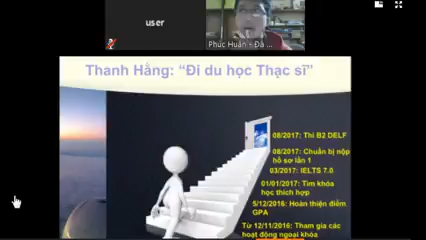 user
Phúc Huấn - Đà ...
Thanh Hằng: “Đi du học Thạc sĩ”
08/2017: Thi B2 DELF
08/2017: Chuẩn bị nộp
hồ sơ lần 1
03/2017: IELTS 7.0
01/01/2017: Tìm khóa
học thích hợp
5/12/2016: Hoàn thiện điểm
GPA
Từ 12/11/2016: Tham gia các
hoạt động ngoại khóa